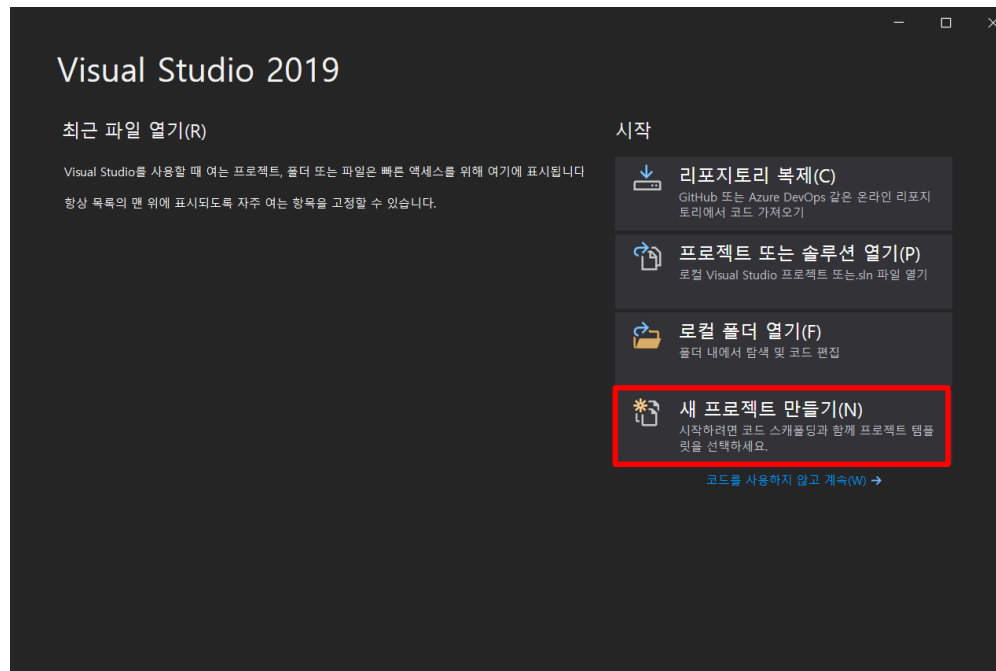 Visual Studio 2019
최근 파일 열기(R)
Visual Studio를 사용할 때 여는 프로젝트, 폴더 또는 파일은 빠른 액세스를 위해 여기에 표시됩니다
항상 목록의 맨 위에 표시되도록 자주 여는 항목을 고정할 수 있습니다.
시작
리포지토리 복제(C)
GitHub 또는 Azure DevOps 같은 온라인 리포지
토리에서 코드 가져오기
프로젝트 또는 솔루션 열기(P)
로컬 Visual Studio 프로젝트 또는.sln 파일 열기
로컬 폴더 열기(F)
폴더 내에서 탐색 및 코드 편집
새 프로젝트 만들기(N)
시작하려면 코드 스캐폴딩과 함께 프로젝트 템플
릿을 선택하세요.
코드를 사용하지 않고 계속(W) →